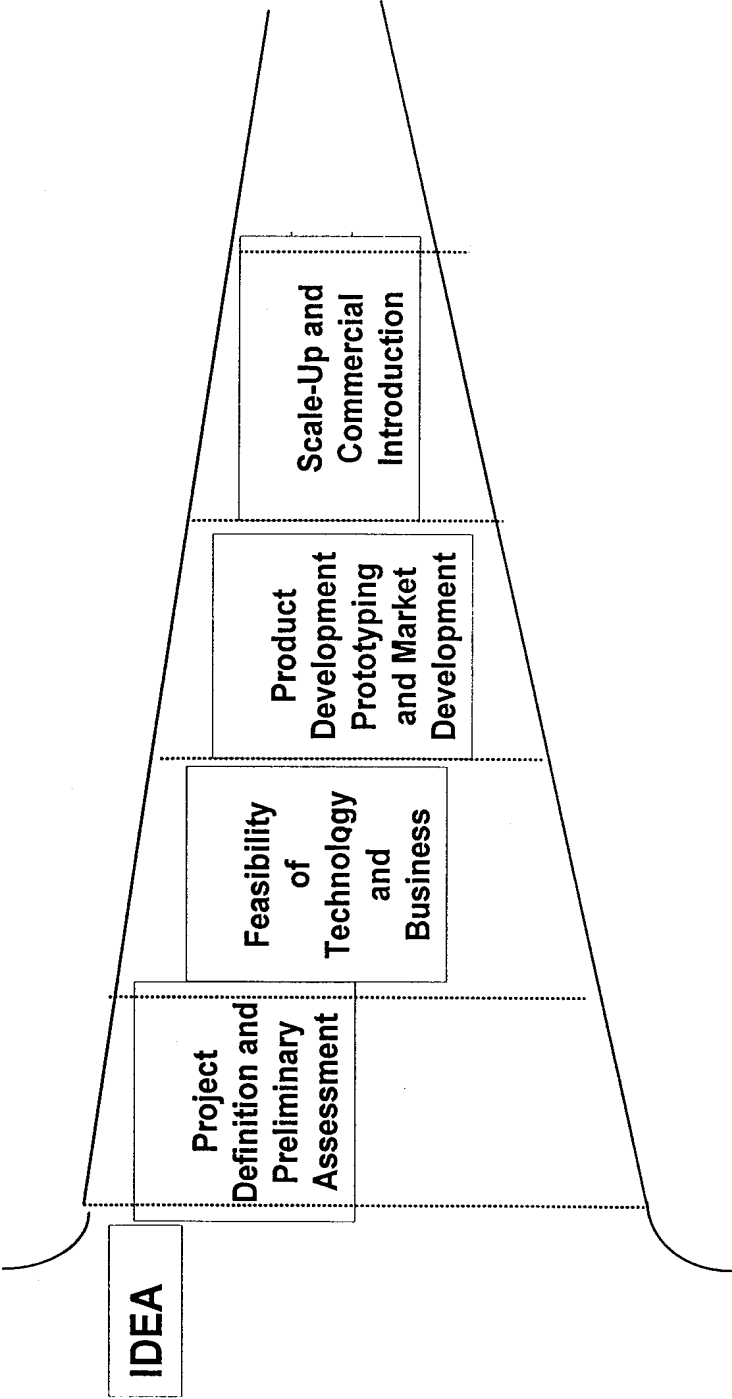 IDEA
Project
Definition and
Preliminary
Assessment
Feasibility
of
Technology
and
Business
Product
Development
Prototyping
and Market
Development
Scale-Up and
Commercial
Introduction